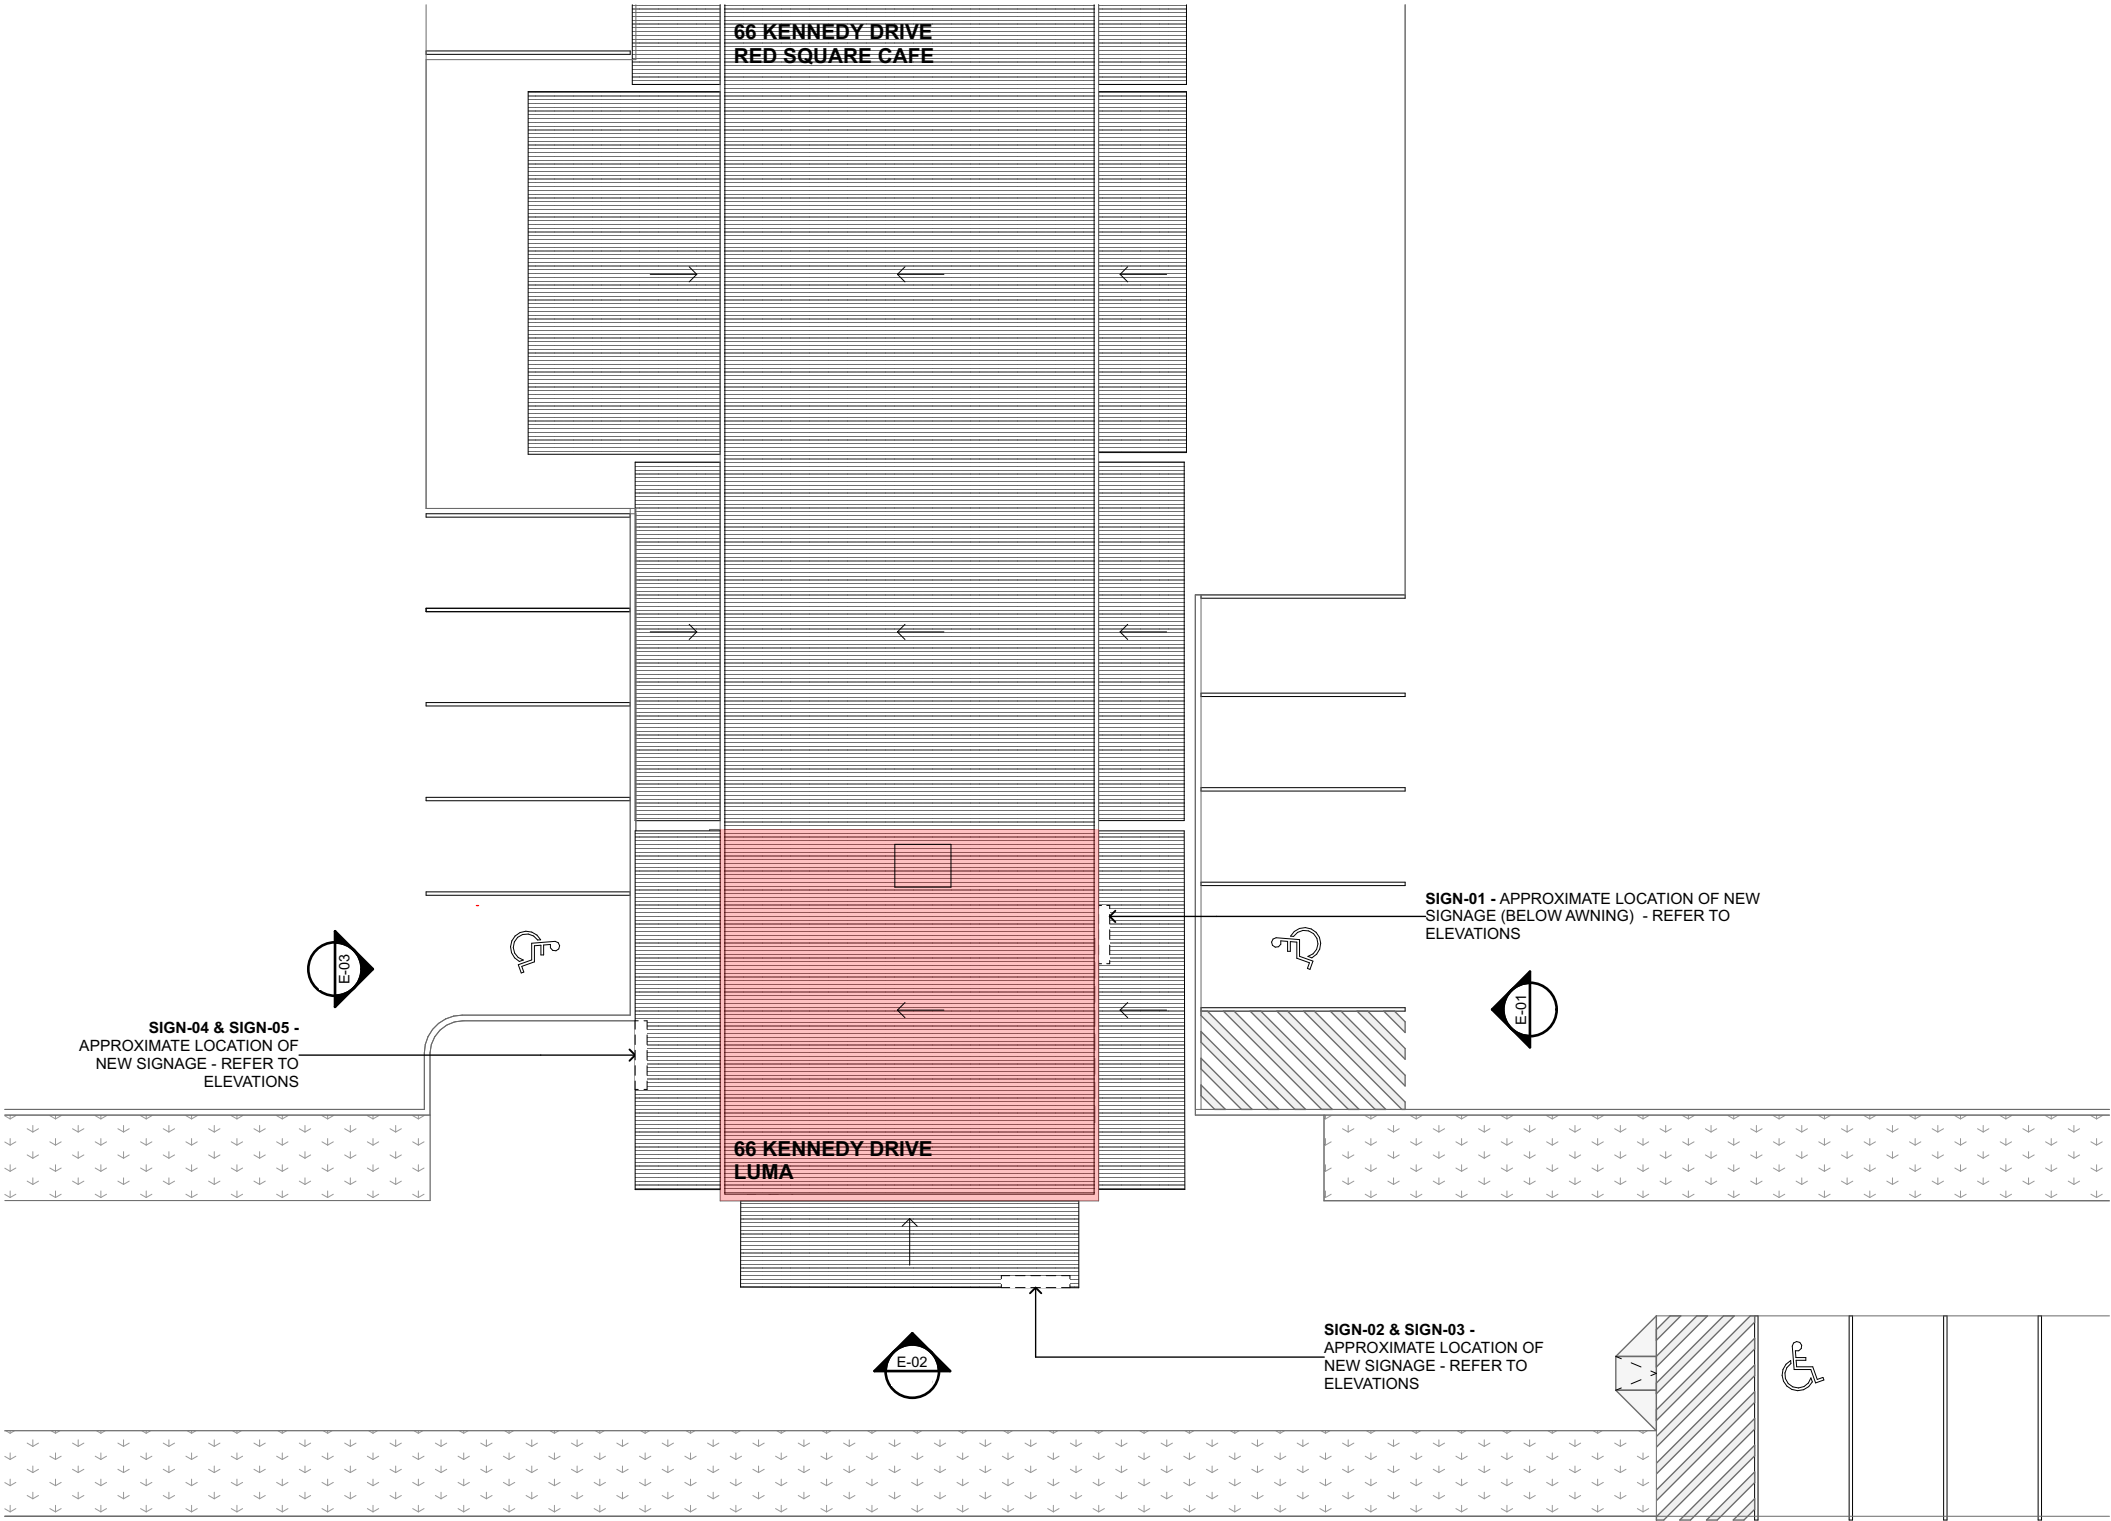 66 KENNEDY DRIVE
RED SQUARE CAFE
SIGN-01 - APPROXIMATE LOCATION OF NEW
SIGNAGE (BELOW AWNING) - REFER TO
ELEVATIONS
E-03
E-01
SIGN-04 & SIGN-05 -
APPROXIMATE LOCATION OF
NEW SIGNAGE - REFER TO
ELEVATIONS
66 KENNEDY DRIVE
LUMA
SIGN-02 & SIGN-03 -
APPROXIMATE LOCATION OF
NEW SIGNAGE - REFER TO
ELEVATIONS
E-02